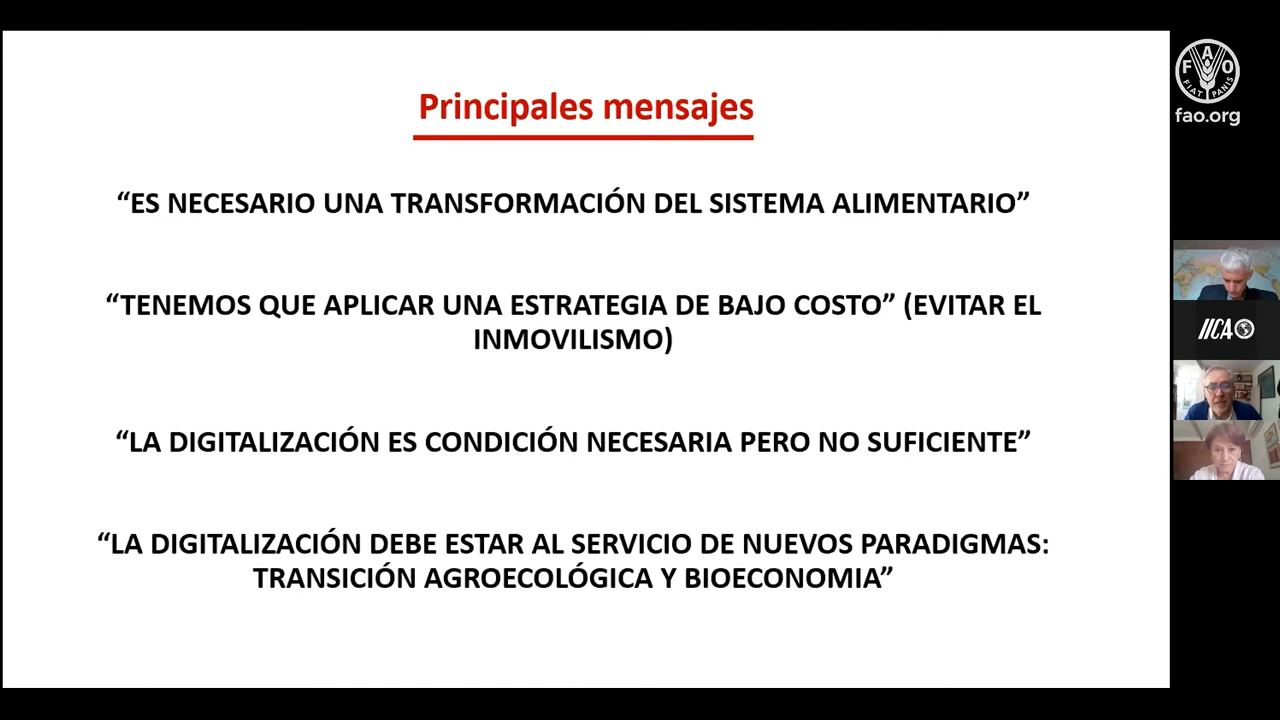 Principales mensajes
“ES NECESARIO UNA TRANSFORMACIÓN DEL SISTEMA ALIMENTARIO”
“TENEMOS QUE APLICAR UNA ESTRATEGIA DE BAJO COSTO” (EVITAR EL
INMOVILISMO)
“LA DIGITALIZACIÓN ES CONDICIÓN NECESARIA PERO NO SUFICIENTE”
“LA DIGITALIZACIÓN DEBE ESTAR AL SERVICIO DE NUEVOS PARADIGMAS:
TRANSICIÓN AGROECOLÓGICA Y BIOECONOMIA”
FAO
FIAT PANIS
fao.org
IICA